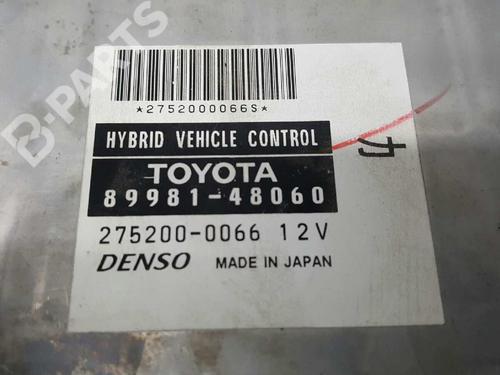 B-PARTS
*2752000066S*
HYBRID VEHICLE CONTROL
TOYOTA
89981-48060
275200-0066 12V
DENSO MADE IN JAPAN